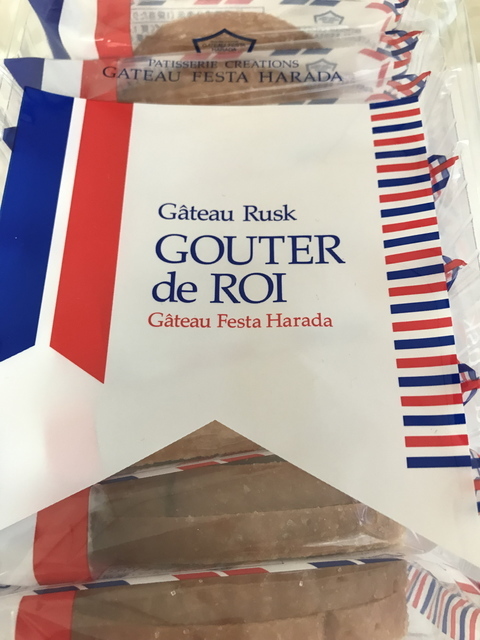 PATISSERIE CREATIONS
GATEAU FESTA HARADA
Gâteau Rusk
GOUTER
de ROI
Gâteau Festa Harada